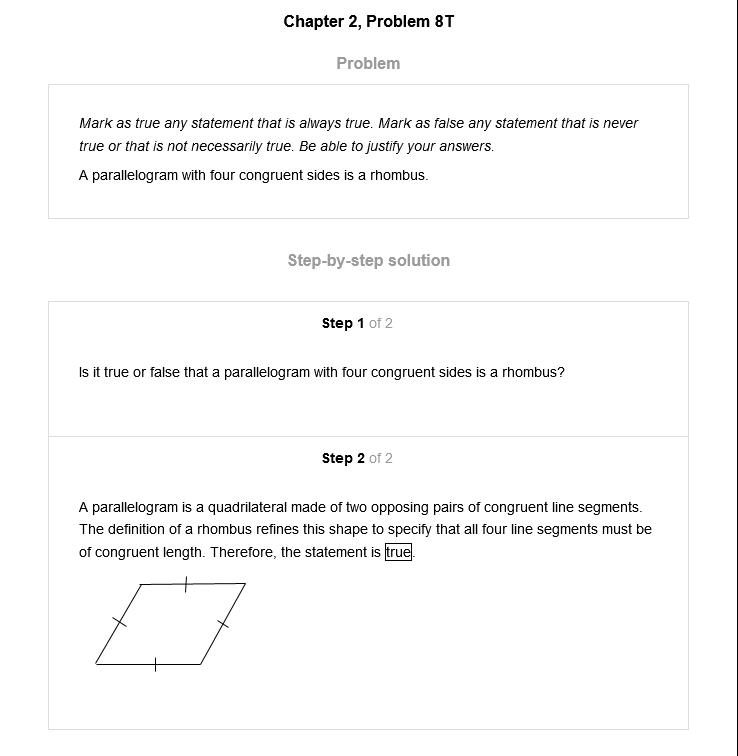 Chapter 2, Problem 8T
Problem
Mark as true any statement that is always true. Mark as false any statement that is never
true or that is not necessarily true. Be able to justify your answers.
A parallelogram with four congruent sides is a rhombus.
Step-by-step solution
Step 1 of 2
Is it true or false that a parallelogram with four congruent sides is a rhombus?
Step 2 of 2
A parallelogram is a quadrilateral made of two opposing pairs of congruent line segments.
The definition of a rhombus refines this shape to specify that all four line segments must be
of congruent length. Therefore, the statement is true.